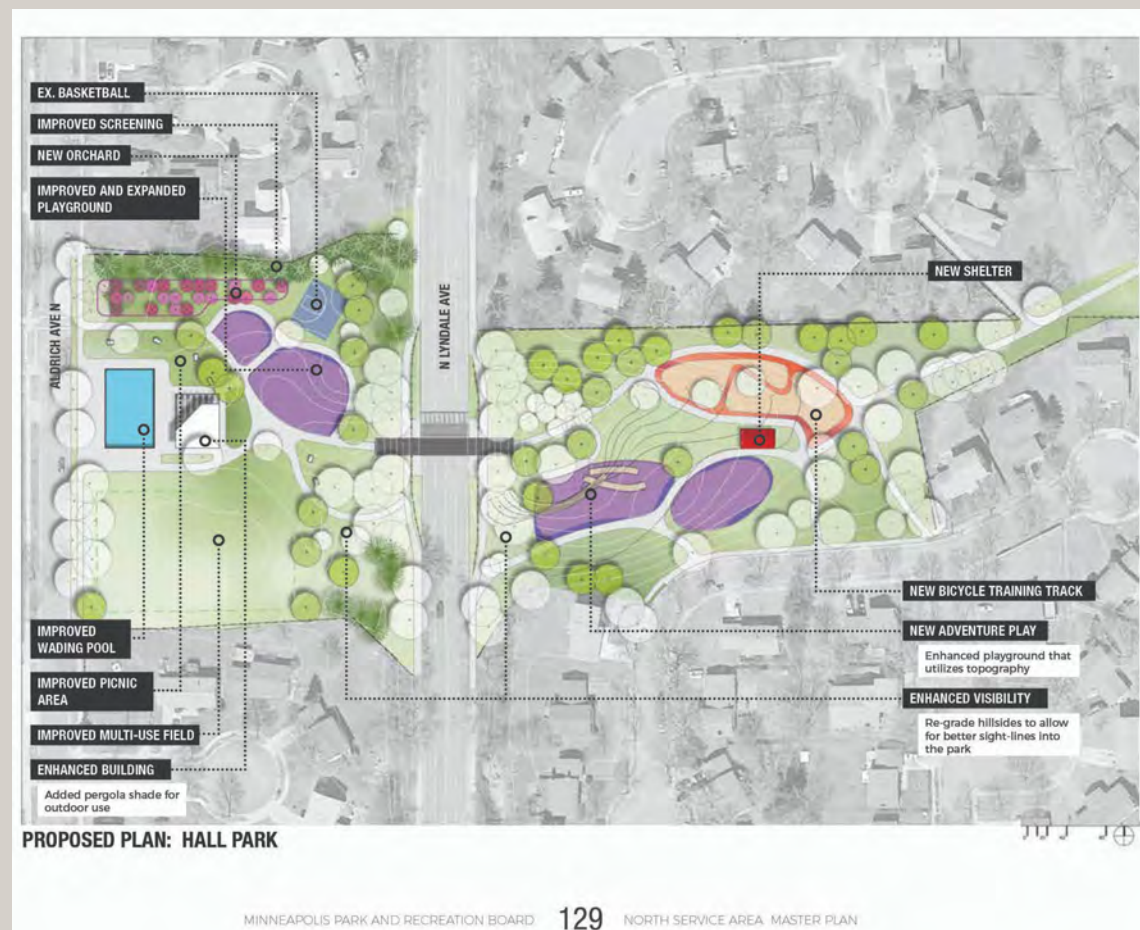 EX. BASKETBALL
IMPROVED SCREENING
NEW ORCHARD
IMPROVED AND EXPANDED
PLAYGROUND
ALDRICH AVE N
N LYNDALE AVE
NEW SHELTER
IMPROVED
WADING POOL
IMPROVED PICNIC
AREA
IMPROVED MULTI-USE FIELD
ENHANCED BUILDING
Added pergola shade for
outdoor use
NEW BICYCLE TRAINING TRACK
NEW ADVENTURE PLAY
Enhanced playground that
utilizes topography
ENHANCED VISIBILITY
Re-grade hillsides to allow
for better sight-lines into
the park
PROPOSED PLAN: HALL PARK
MINNEAPOLIS PARK AND RECREATION BOARD 129 NORTH SERVICE AREA MASTER PLAN